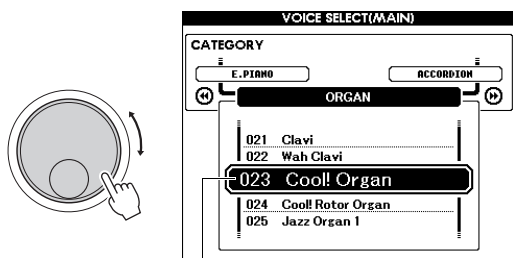 VOICE SELECT(MAIN)
CATEGORY
E.PIANO
ACCORDION
ORGAN
021 Clavi
022 Wah Clavi
023 Cool! Organ
024 Cool! Rotor Organ
025 Jazz Organ 1